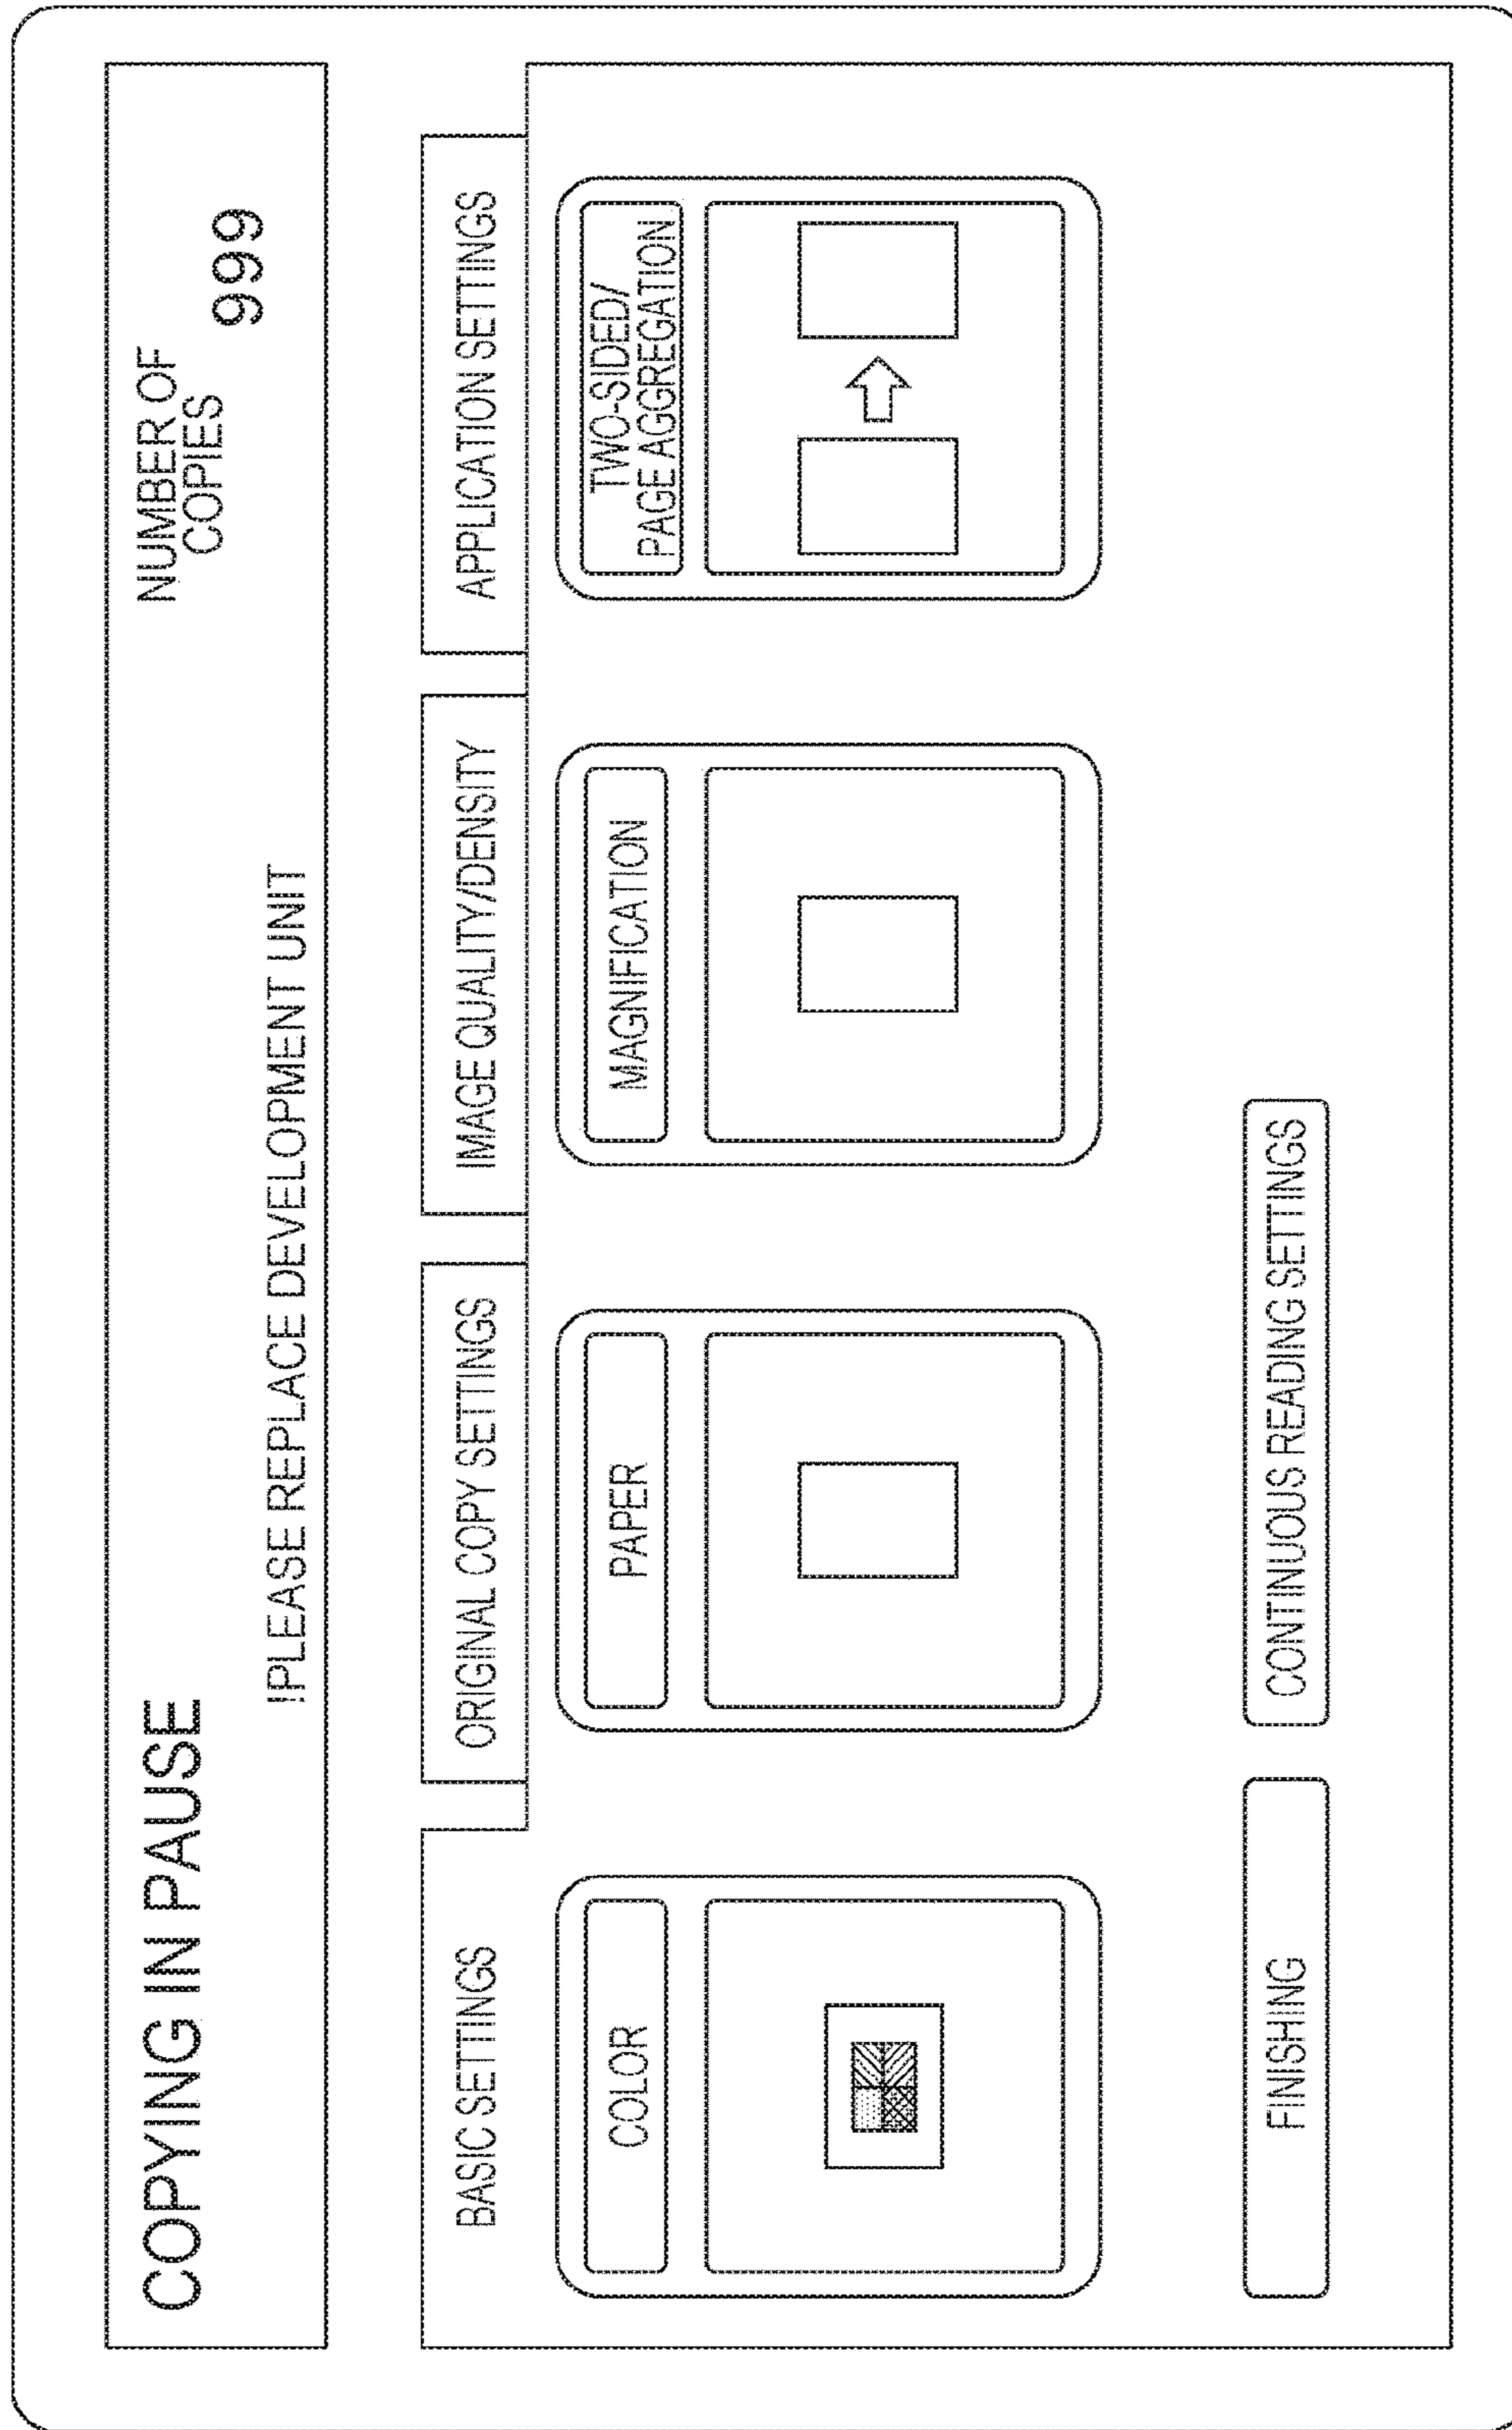 COPYING IN PAUSE
NUMBER OF
COPIES
999
!PLEASE REPLACE DEVELOPMENT UNIT
BASIC SETTINGS
ORIGINAL COPY SETTINGS
IMAGE QUALITY/DENSITY
APPLICATION SETTINGS
COLOR
PAPER
MAGNIFICATION
TWO-SIDED/
PAGE AGGREGATION
FINISHING
CONTINUOUS READING SETTINGS